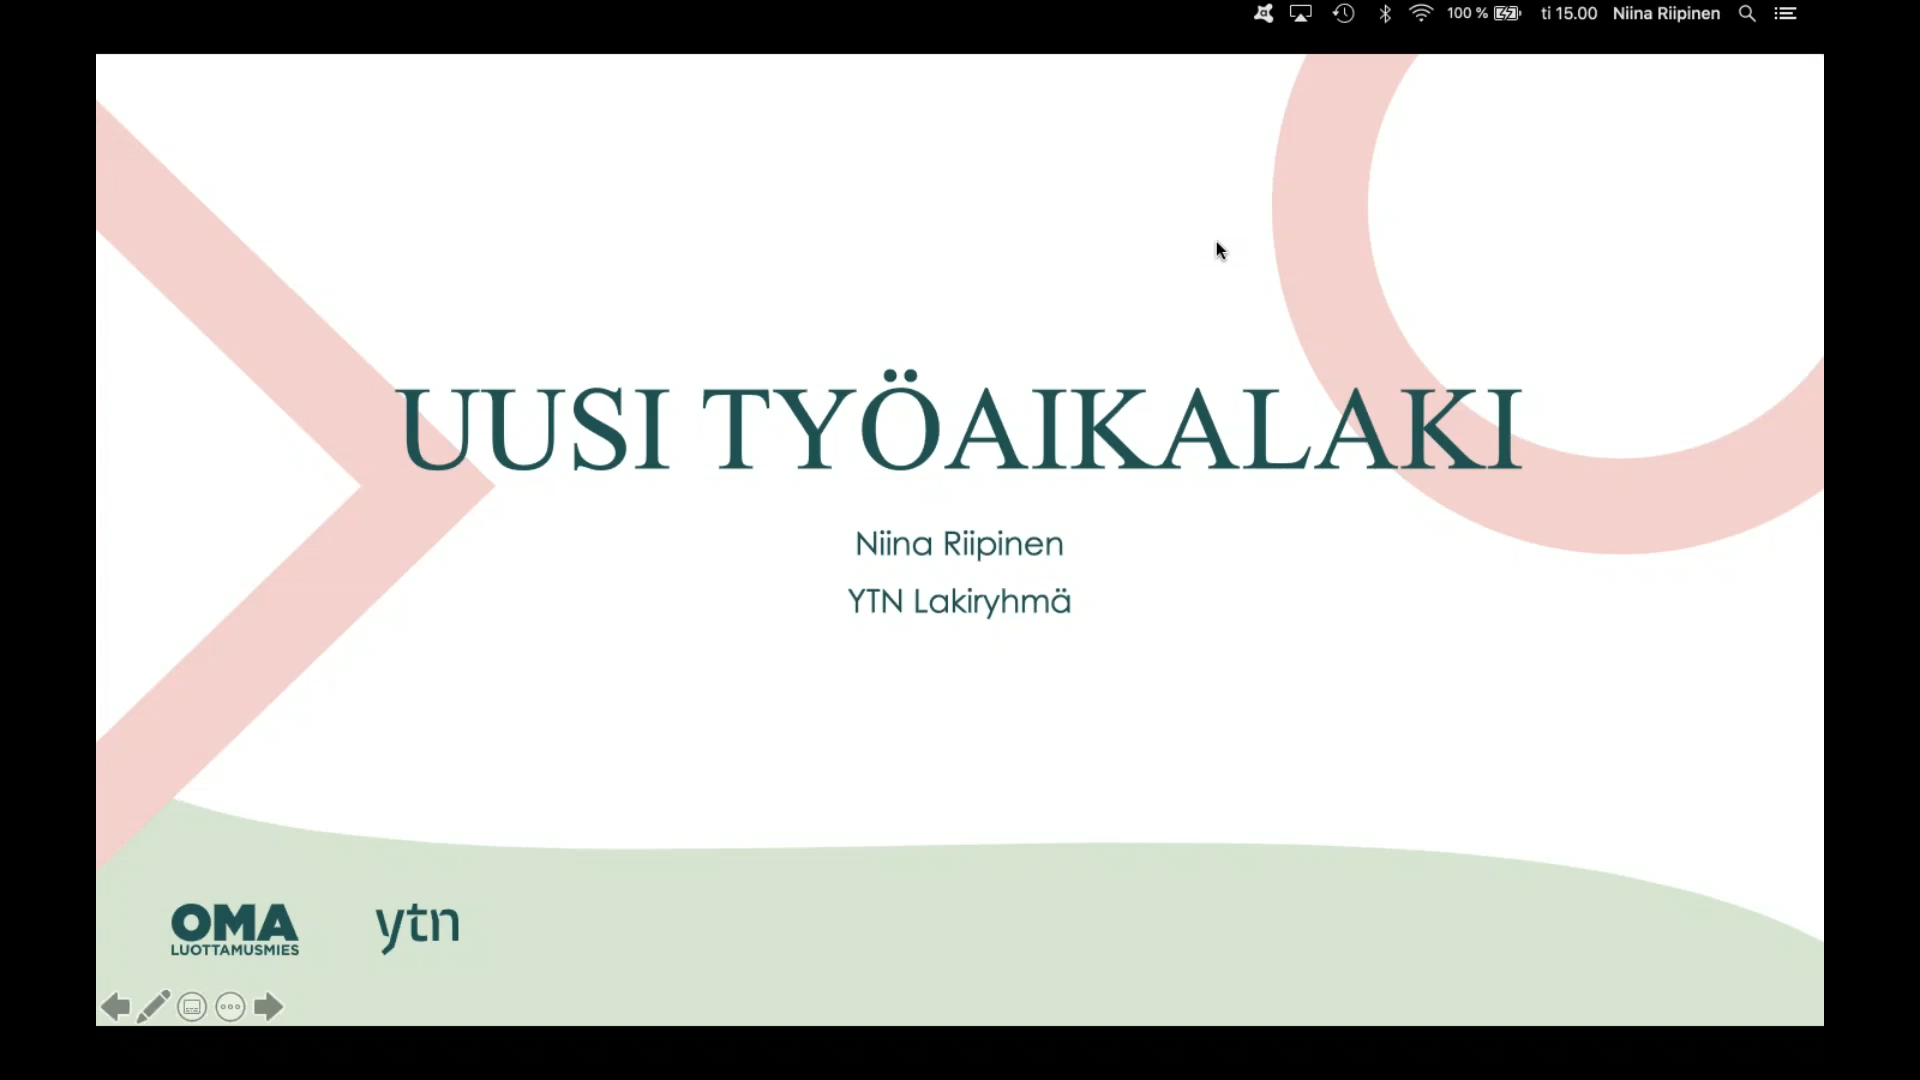 100 % ti 15.00 Niina Riipinen
UUSI TYÖAIKALAKI
Niina Riipinen
YTN Lakiryhmä
OMA
LUOTTAMUSMIES
ytn